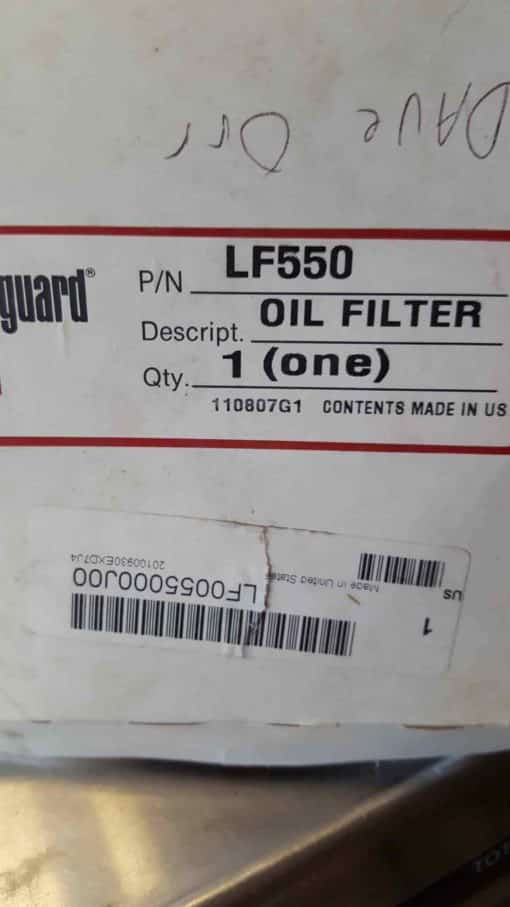 DAVe Orr
guard®
P/N LF550
Descript. OIL FILTER
Qty. 1 (one)
110807G1 CONTENTS MADE IN US
1
US
LF0055000J00
Made in United States
20100930EXD7J4